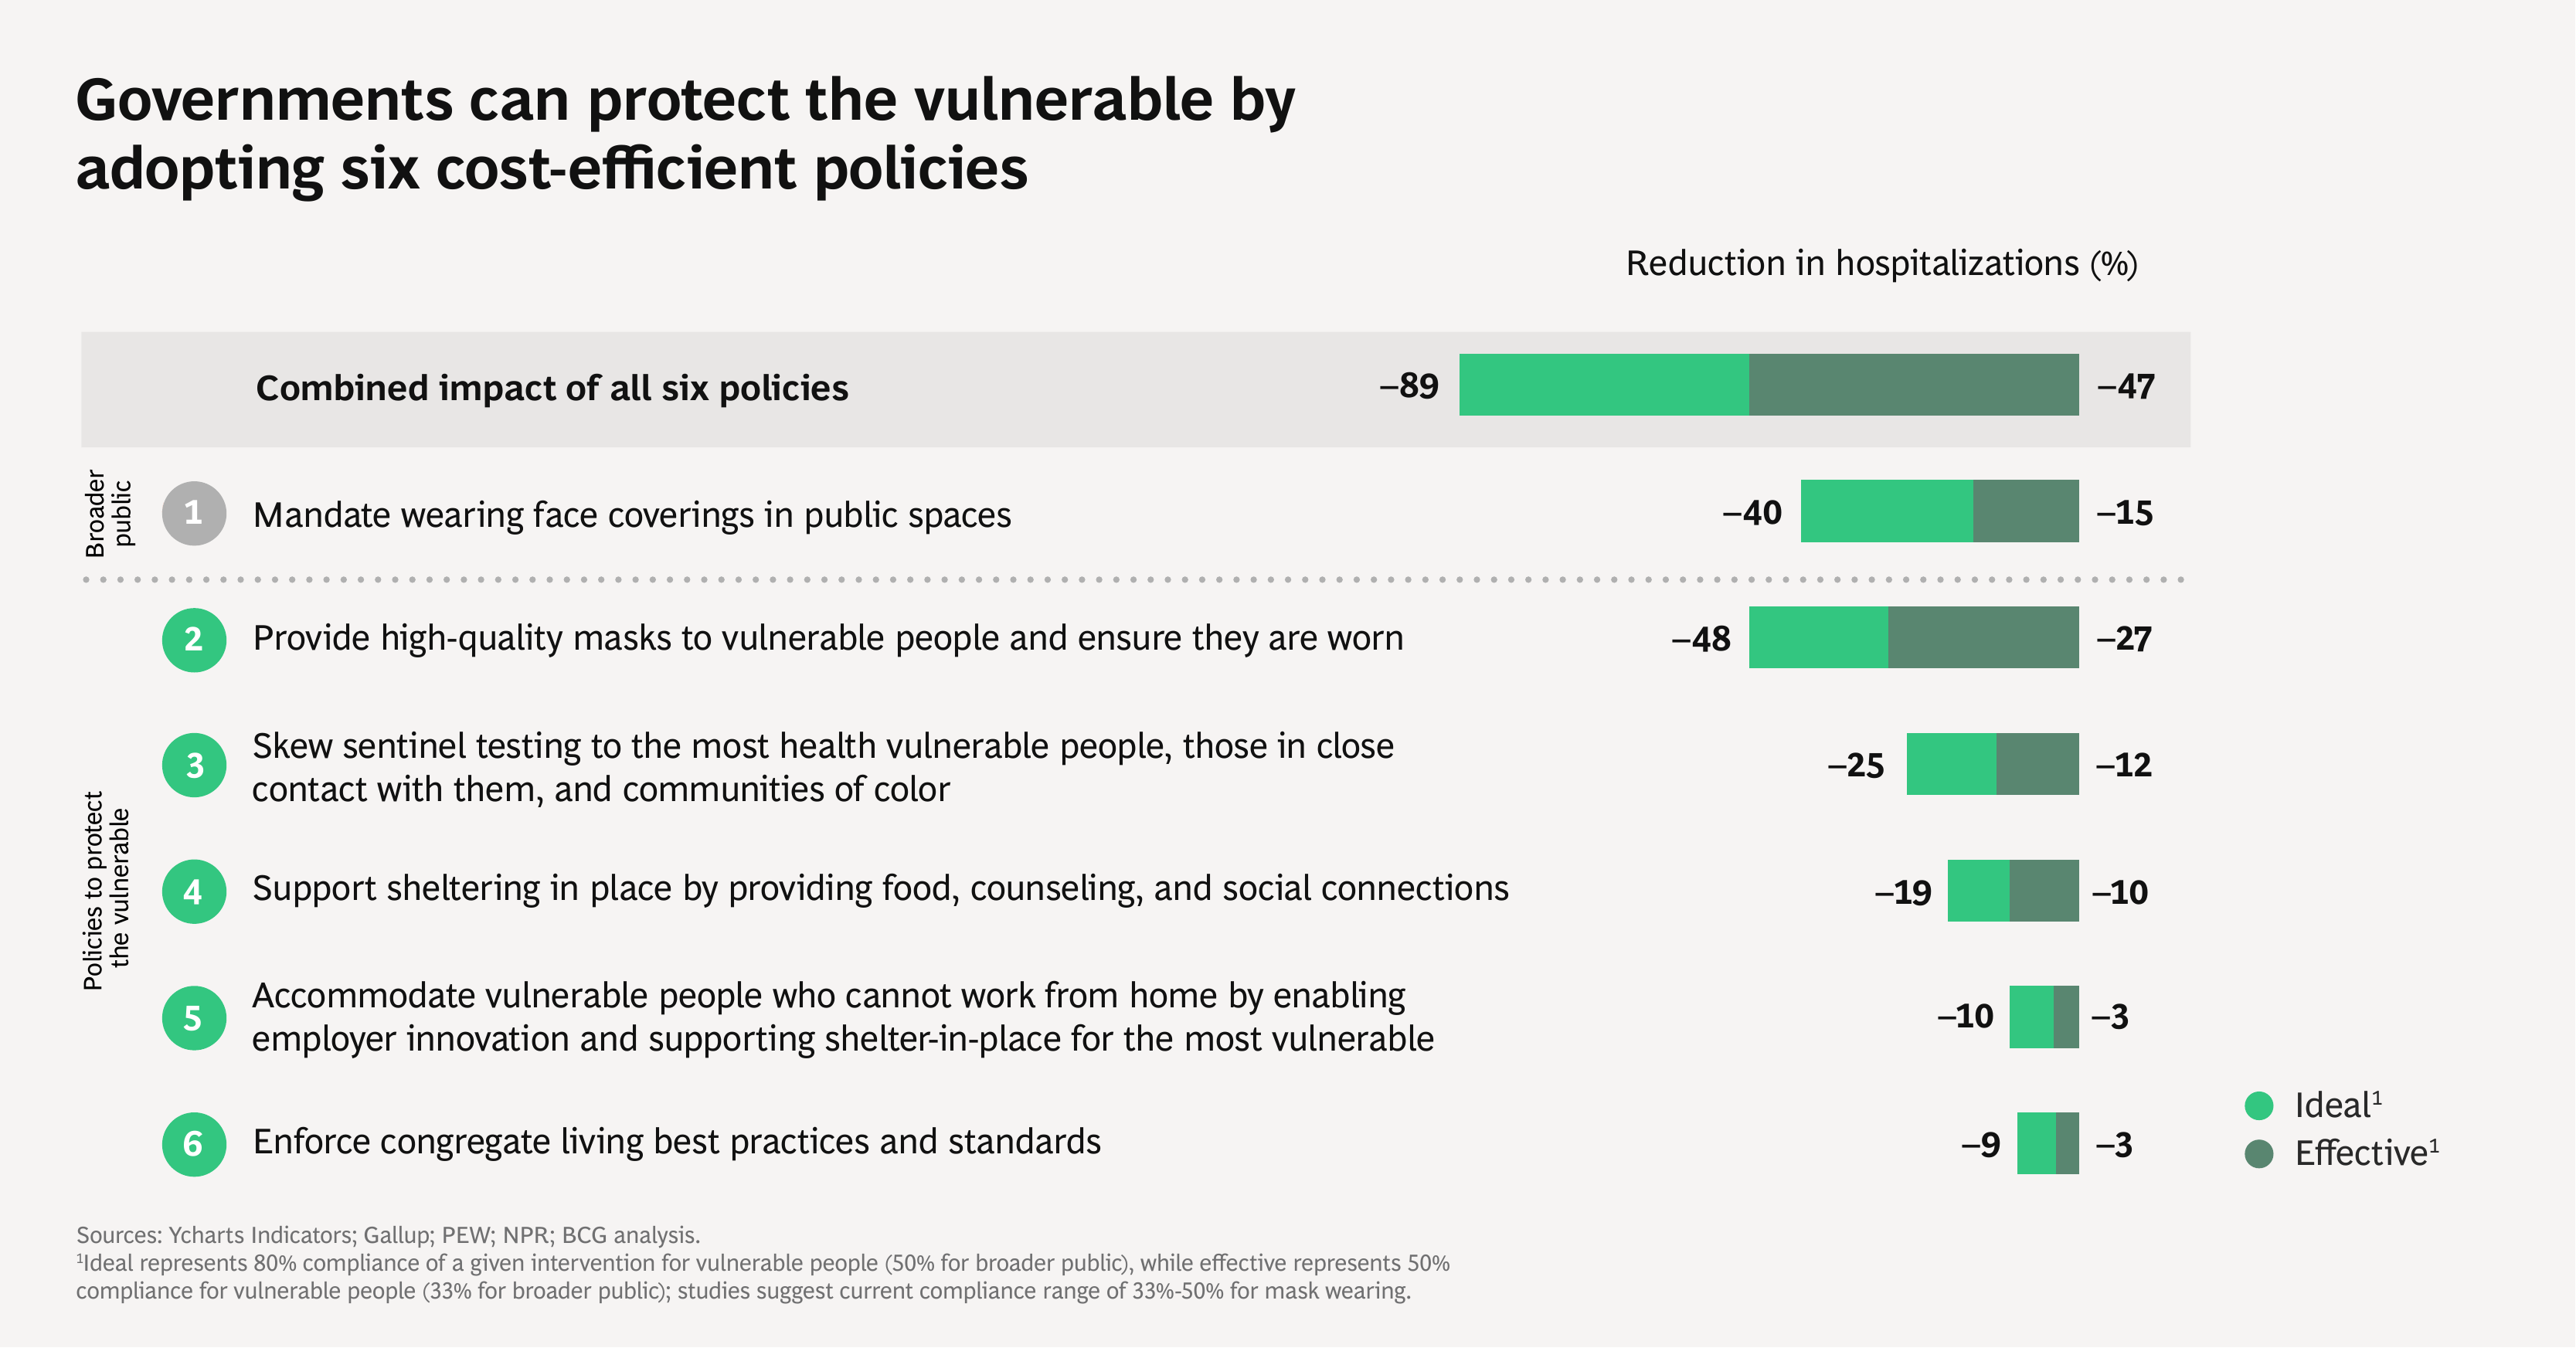 Governments can protect the vulnerable by
adopting six cost-efficient policies
Reduction in hospitalizations (%)
Combined impact of all six policies –89 –47
Broader
public
1 Mandate wearing face coverings in public spaces –40 –15
Policies to protect
the vulnerable
2 Provide high-quality masks to vulnerable people and ensure they are worn –48 –27
3 Skew sentinel testing to the most health vulnerable people, those in close
contact with them, and communities of color –25 –12
4 Support sheltering in place by providing food, counseling, and social connections –19 –10
5 Accommodate vulnerable people who cannot work from home by enabling
employer innovation and supporting shelter-in-place for the most vulnerable –10 –3
6 Enforce congregate living best practices and standards –9 –3
Ideal¹
Effective¹
Sources: Ycharts Indicators; Gallup; PEW; NPR; BCG analysis.
¹Ideal represents 80% compliance of a given intervention for vulnerable people (50% for broader public), while effective represents 50%
compliance for vulnerable people (33% for broader public); studies suggest current compliance range of 33%-50% for mask wearing.